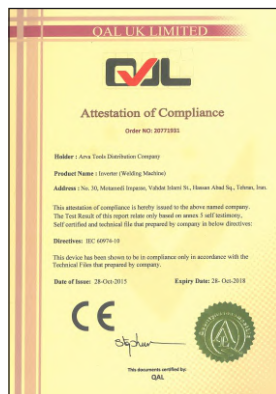 QAL UK LIMITED
QAL
Attestation of Compliance
Order NO: 20771931
Holder : Arva Tools Distribution Company
Product Name : Inverter (Welding Machine)
Address : No. 30, Motamedi Impasse, Vahdat Islami St., Hassan Abad Sq., Tehran, Iran.
This attestation of compliance is hereby issued to the above named company.
The Test Result of this report relate only based on annex 3 self testimony,
Self certified and technical file that prepared by company in below directives:
Directives: IEC 60974-10
This device has been shown to be in compliance only in accordance with the
Technical Files that prepared by company.
Date of Issue: 28-Oct-2015 Expiry Date: 28- Oct-2018
CE
This documents certified by:
QAL